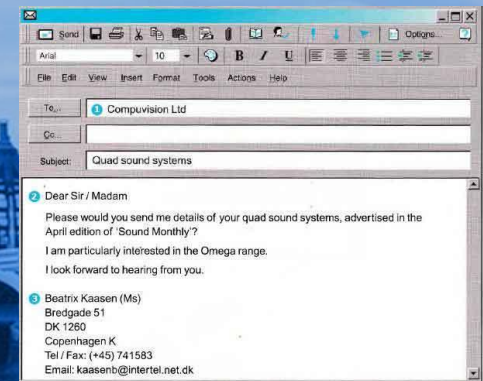 Send
Options...
Arial 10 B I U
File Edit View Insert Format Tools Actions Help
To... 1 Compuvision Ltd
Cc...
Subject: Quad sound systems
2 Dear Sir / Madam
Please would you send me details of your quad sound systems, advertised in the
April edition of 'Sound Monthly'?
I am particularly interested in the Omega range.
I look forward to hearing from you.
3 Beatrix Kaasen (Ms)
Bredgade 51
DK 1260
Copenhagen K
Tel / Fax: (+45) 741583
Email: kaasenb@intertel.net.dk